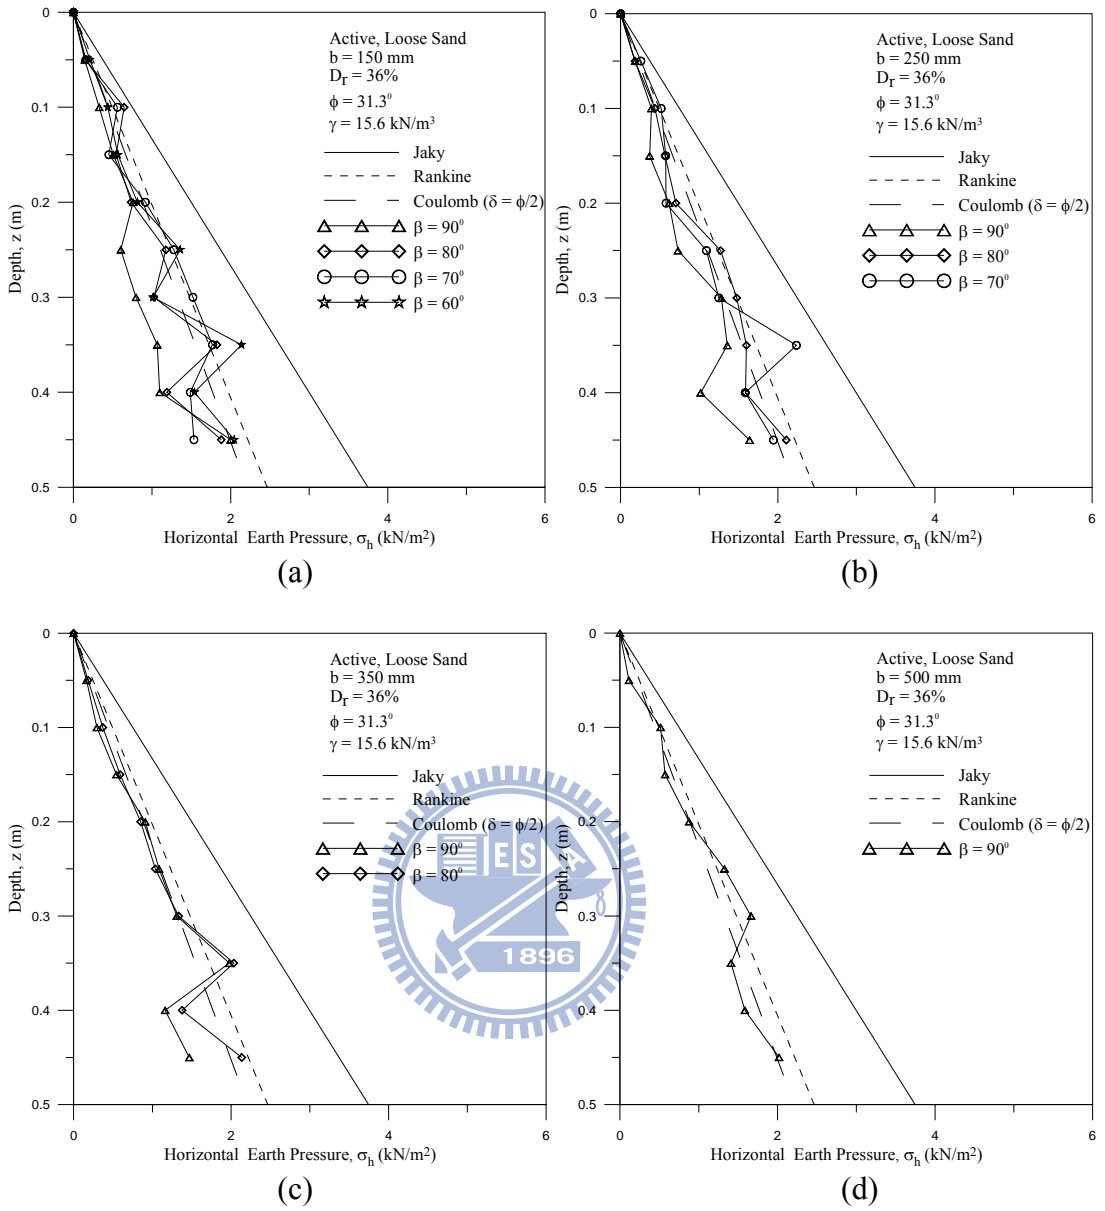 Active, Loose Sand
b = 150 mm
Dr = 36%
ϕ = 31.3⁰
γ = 15.6 kN/m³
Jaky
Rankine
Coulomb (δ = ϕ/2)
β = 90⁰
β = 80⁰
β = 70⁰
β = 60⁰
0
0.1
0.2
0.3
0.4
0.5
Depth, z (m)
0 2 4 6
Horizontal Earth Pressure, σh (kN/m²)
(a)
Active, Loose Sand
b = 250 mm
Dr = 36%
ϕ = 31.3⁰
γ = 15.6 kN/m³
Jaky
Rankine
Coulomb (δ = ϕ/2)
β = 90⁰
β = 80⁰
β = 70⁰
0
0.1
0.2
0.3
0.4
0.5
Depth, z (m)
0 2 4 6
Horizontal Earth Pressure, σh (kN/m²)
(b)
Active, Loose Sand
b = 350 mm
Dr = 36%
ϕ = 31.3⁰
γ = 15.6 kN/m³
Jaky
Rankine
Coulomb (δ = ϕ/2)
β = 90⁰
β = 80⁰
0
0.1
0.2
0.3
0.4
0.5
Depth, z (m)
0 2 4 6
Horizontal Earth Pressure, σh (kN/m²)
(c)
Active, Loose Sand
b = 500 mm
Dr = 36%
ϕ = 31.3⁰
γ = 15.6 kN/m³
Jaky
Rankine
Coulomb (δ = ϕ/2)
β = 90⁰
0
0.1
0.2
0.3
0.4
0.5
Depth, z (m)
0 2 4 6
Horizontal Earth Pressure, σh (kN/m²)
(d)
E S A
1896